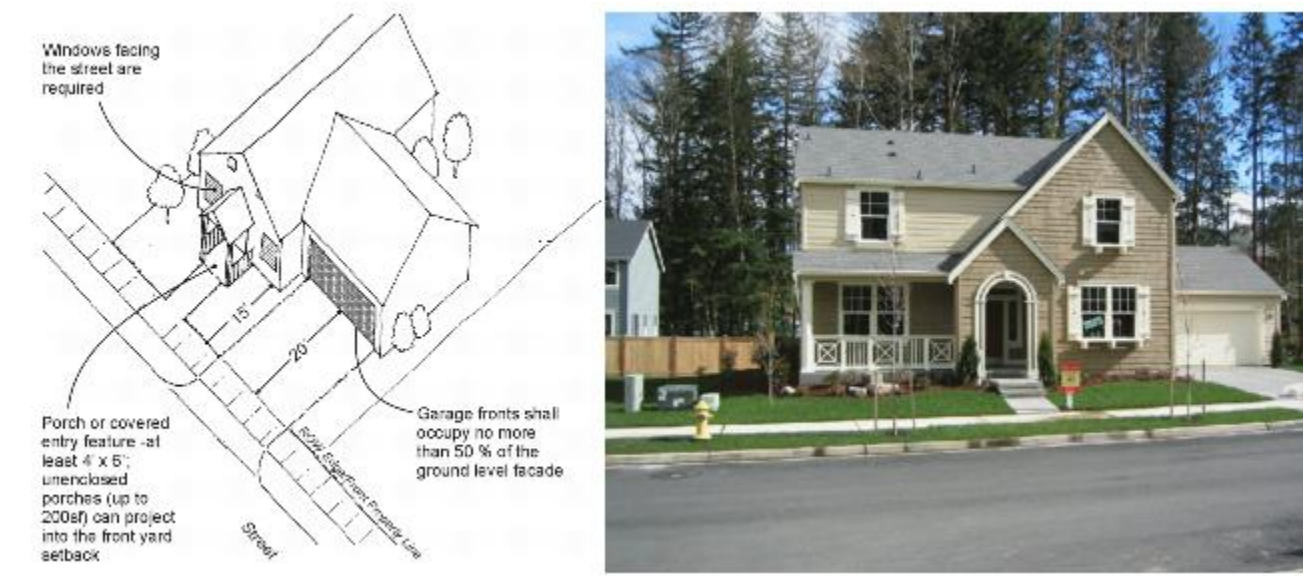 Windows facing
the street are
required
15'
20'
Porch or covered
entry feature -at
least 4' x 6';
unenclosed
porches (up to
200sf) can project
into the front yard
setback
Garage fronts shall
occupy no more
than 50 % of the
ground level facade
ROW Edge/Front Property Line
Street